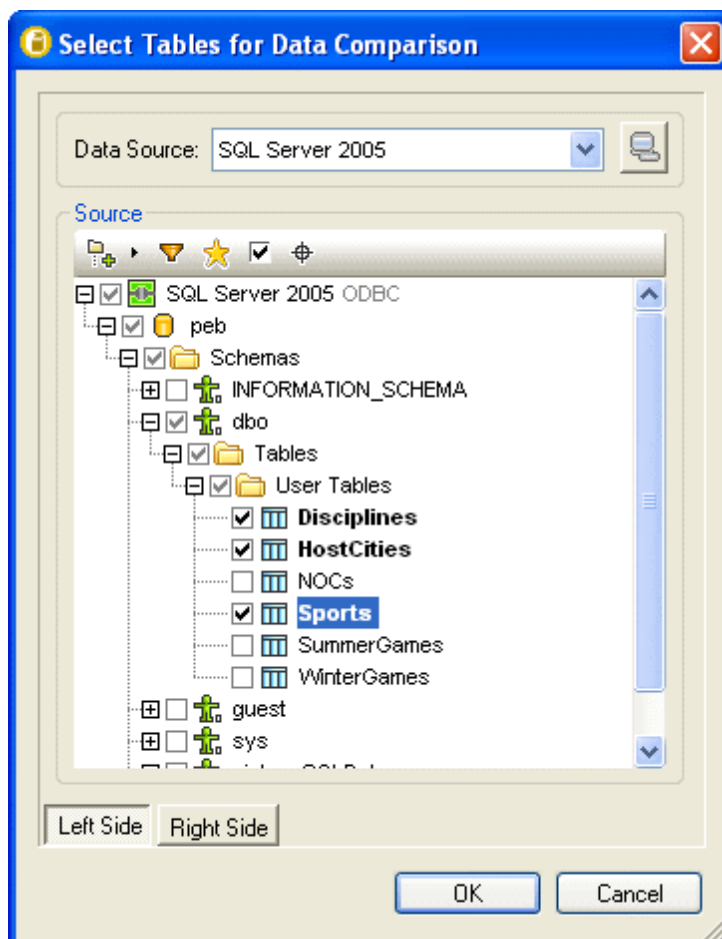 Select Tables for Data Comparison
Data Source: SQL Server 2005
Source
SQL Server 2005 ODBC
peb
Schemas
INFORMATION_SCHEMA
dbo
Tables
User Tables
Disciplines
HostCities
NOCs
Sports
SummerGames
WinterGames
guest
sys
Left Side Right Side
OK Cancel